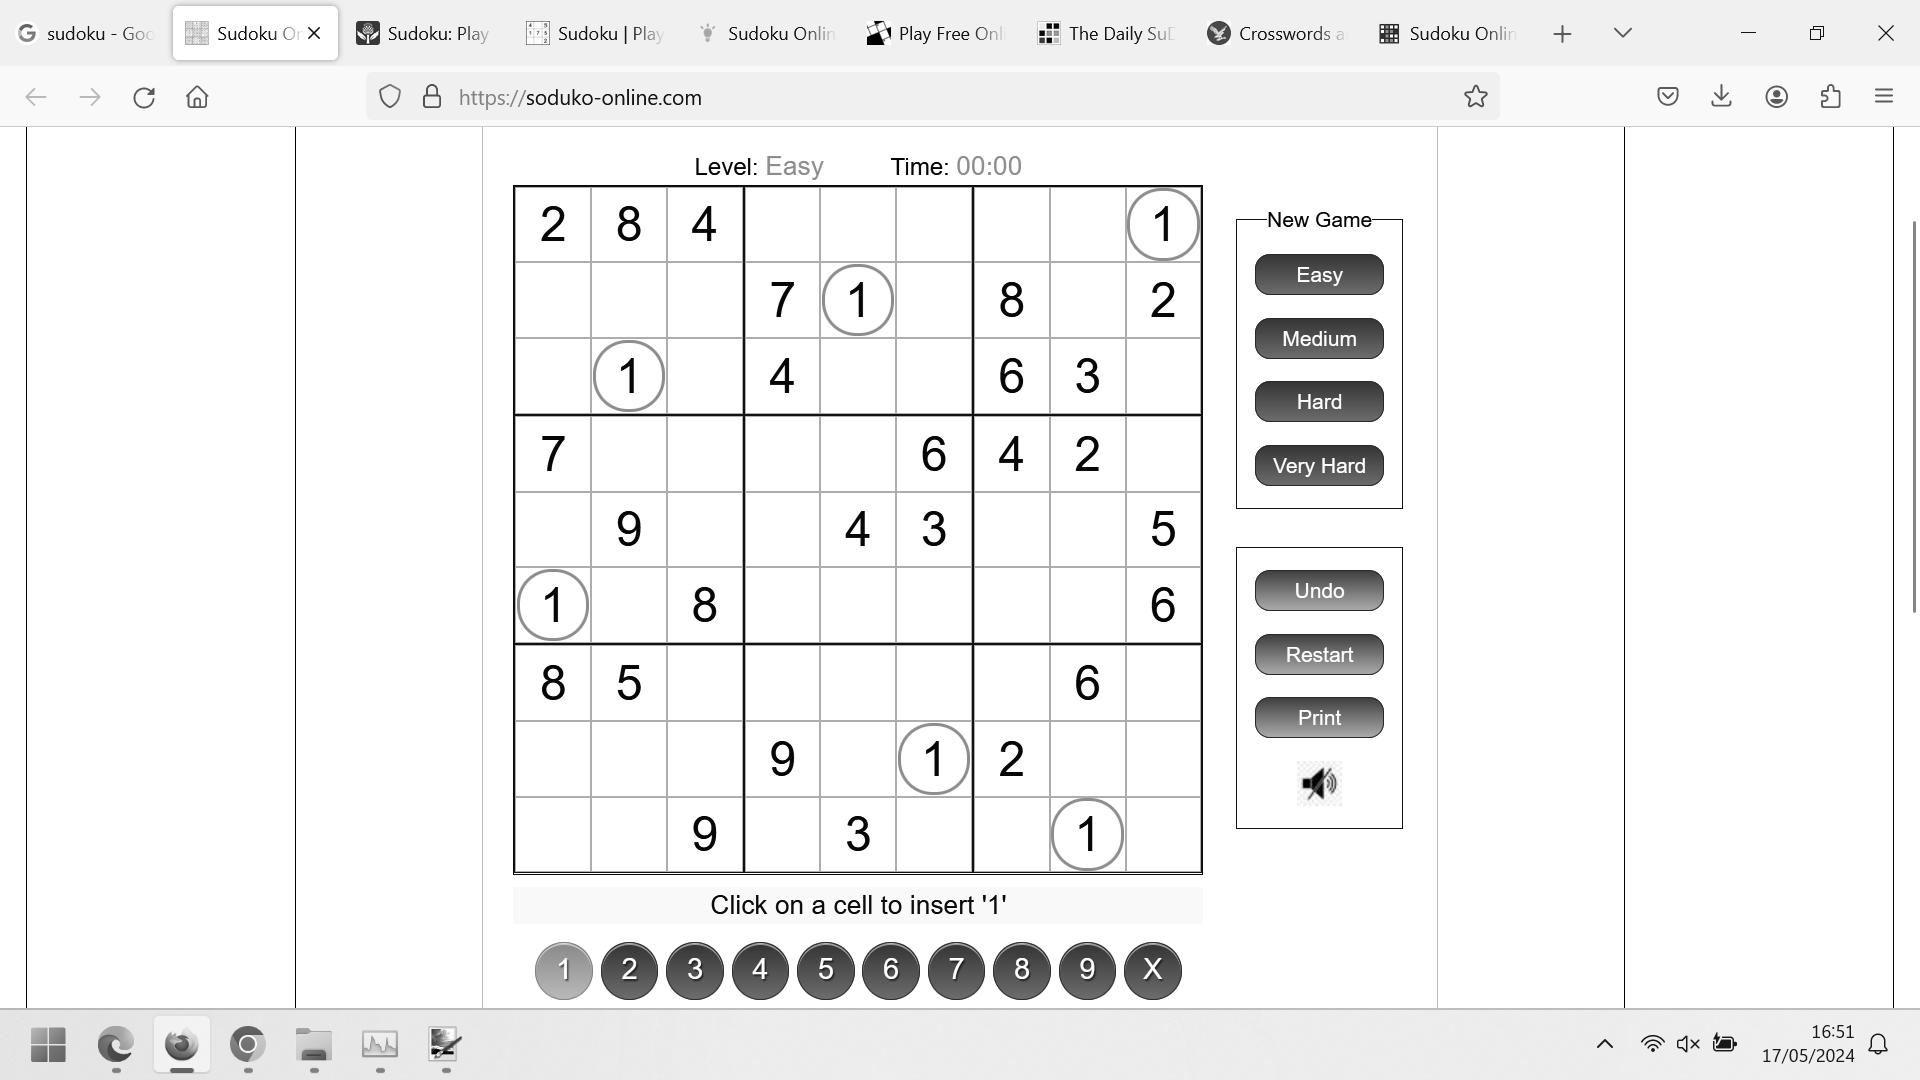 sudoku - Goo
Sudoku On
Sudoku: Play
Sudoku | Play
Sudoku Onlin
Play Free Onli
The Daily SuD
Crosswords a
Sudoku Onlin
https://soduko-online.com
Level: Easy Time: 00:00
2 8 4 1
7 1 8 2
1 4 6 3
7 6 4 2
9 4 3 5
1 8 6
8 5 6
9 1 2
9 3 1
Click on a cell to insert '1'
1 2 3 4 5 6 7 8 9 X
New Game
Easy
Medium
Hard
Very Hard
Undo
Restart
Print
16:51
17/05/2024